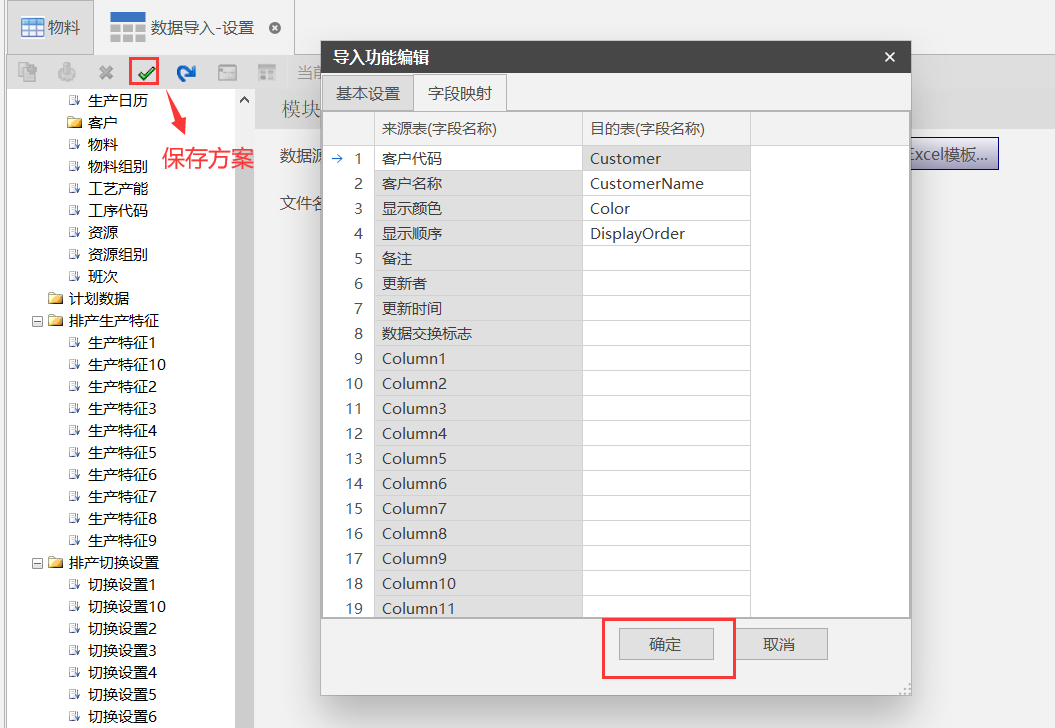 物料
数据导入-设置
当前
保存方案
生产日历
客户
物料
物料组别
工艺产能
工序代码
资源
资源组别
班次
计划数据
排产生产特征
生产特征1
生产特征10
生产特征2
生产特征3
生产特征4
生产特征5
生产特征6
生产特征7
生产特征8
生产特征9
排产切换设置
切换设置1
切换设置10
切换设置2
切换设置3
切换设置4
切换设置5
切换设置6
模块
数据源
文件名
Excel模板...
导入功能编辑
基本设置 字段映射
来源表(字段名称) 目的表(字段名称)
1 客户代码 Customer
2 客户名称 CustomerName
3 显示颜色 Color
4 显示顺序 DisplayOrder
5 备注
6 更新者
7 更新时间
8 数据交换标志
9 Column1
10 Column2
11 Column3
12 Column4
13 Column5
14 Column6
15 Column7
16 Column8
17 Column9
18 Column10
19 Column11
确定 取消